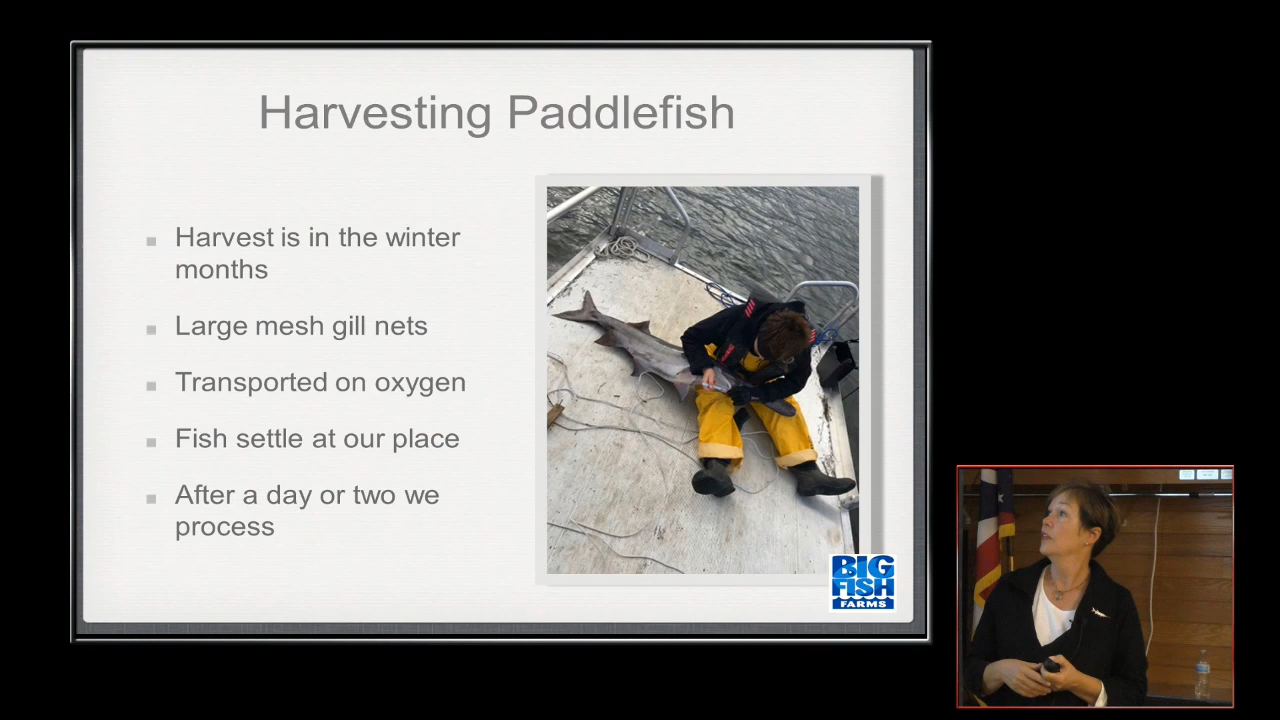 Harvesting Paddlefish
Harvest is in the winter
months
Large mesh gill nets
Transported on oxygen
Fish settle at our place
After a day or two we
process
BIG
FISH
FARMS